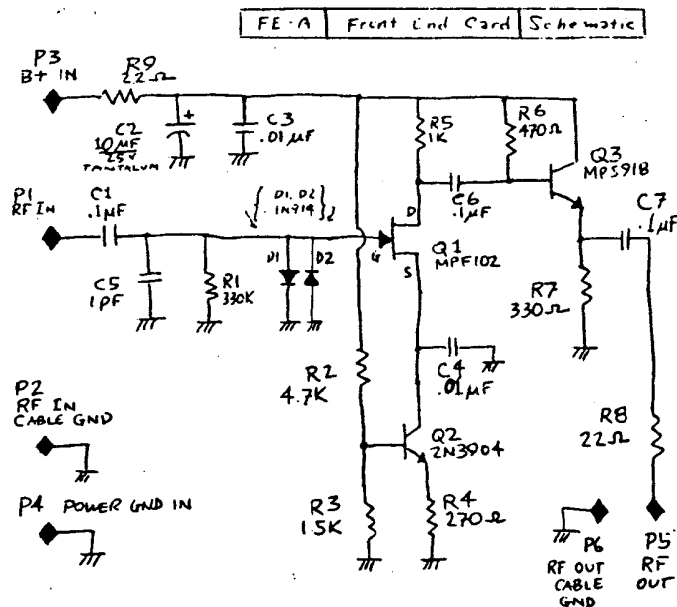 FE-A Front End Card Schematic
P3
B+ IN
R9
2.2Ω
C2
10µF
25V
TANTALUM
C3
.01µF
R5
1K
R6
470Ω
Q3
MPS918
P1
RF IN
C1
.1µF
{ D1, D2
1N914 }
D
C6
.1µF
C7
.1µF
G
Q1
MPF102
S
C5
1pF
R1
330K
D1
D2
R7
330Ω
C4
.01µF
R2
4.7K
P2
RF IN
CABLE GND
R8
22Ω
Q2
2N3904
P4 POWER GND IN
R3
1.5K
R4
270Ω
P6
RF OUT
CABLE
GND
P5
RF
OUT